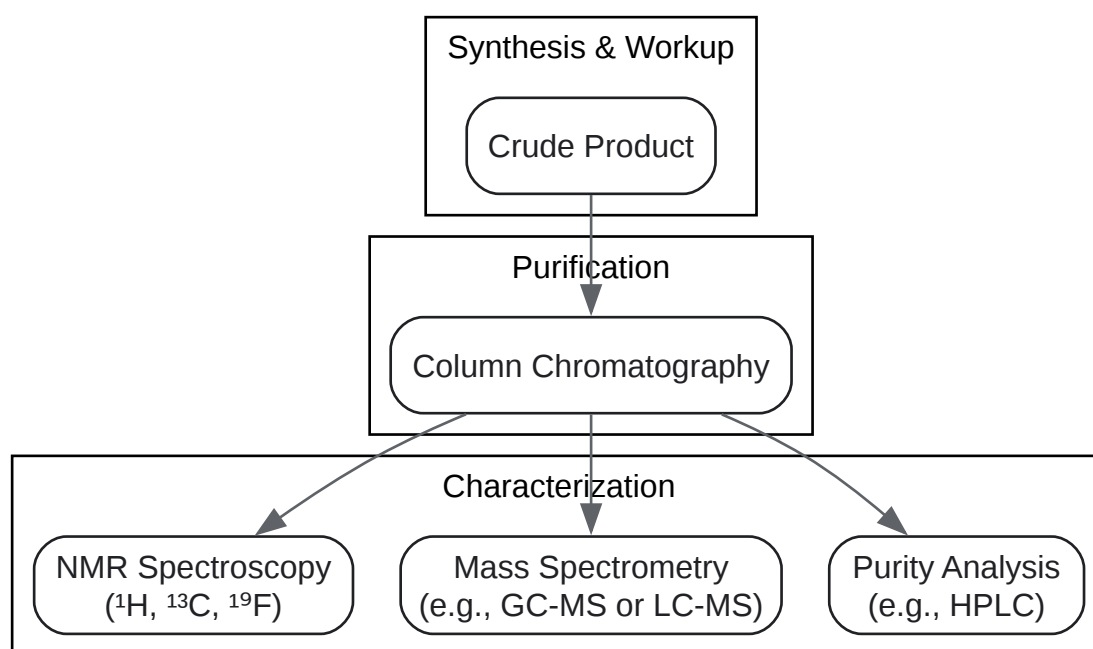 Synthesis & Workup
Crude Product
Purification
Column Chromatography
Characterization
NMR Spectroscopy
(¹H, ¹³C, ¹⁹F)
Mass Spectrometry
(e.g., GC-MS or LC-MS)
Purity Analysis
(e.g., HPLC)